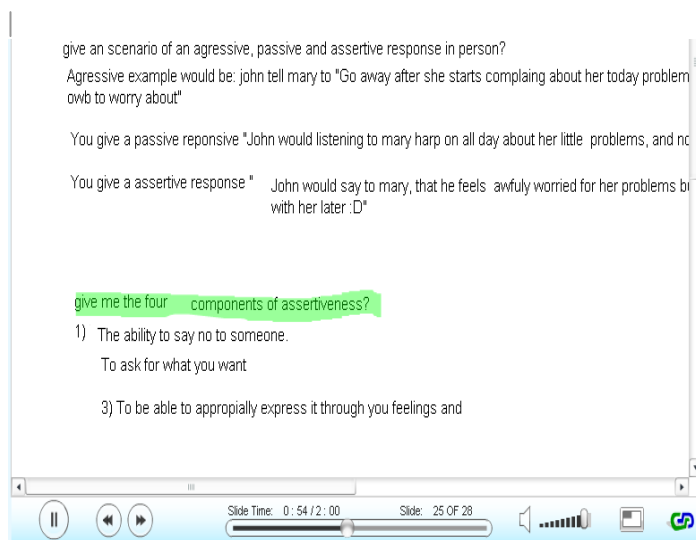 give an scenario of an agressive, passive and assertive response in person?
Agressive example would be: john tell mary to "Go away after she starts complaing about her today problem
owb to worry about"
You give a passive reponsive "John would listening to mary harp on all day about her little problems, and no
You give a assertive response "
John would say to mary, that he feels awfuly worried for her problems bu
with her later :D"
give me the four components of assertiveness?
1) The ability to say no to someone.
To ask for what you want
3) To be able to appropially express it through you feelings and
Slide Time: 0 : 54 / 2 : 00 Slide: 25 OF 28